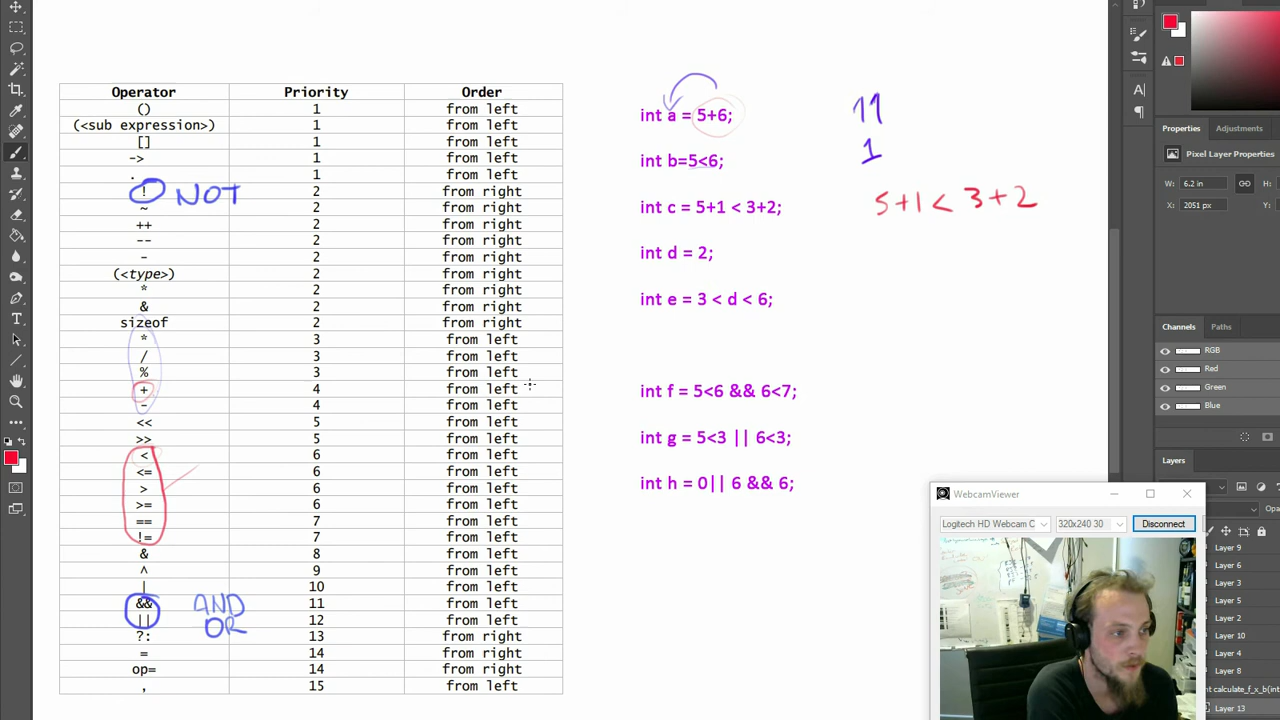 Operator Priority Order
() 1 from left
(<sub expression>) 1 from left
[] 1 from left
-> 1 from left
. 1 from left
! NOT 2 from right
~ 2 from right
++ 2 from right
-- 2 from right
- 2 from right
(<type>) 2 from right
* 2 from right
& 2 from right
sizeof 2 from right
* 3 from left
/ 3 from left
% 3 from left
+ 4 from left
- 4 from left
<< 5 from left
>> 5 from left
< 6 from left
<= 6 from left
> 6 from left
>= 6 from left
== 7 from left
!= 7 from left
& 8 from left
^ 9 from left
| 10 from left
&& AND 11 from left
|| OR 12 from left
?: 13 from right
= 14 from right
op= 14 from right
, 15 from left
int a = 5+6; 11
int b=5<6; 1
int c = 5+1 < 3+2; 5+1 < 3+2
int d = 2;
int e = 3 < d < 6;
int f = 5<6 && 6<7;
int g = 5<3 || 6<3;
int h = 0|| 6 && 6;
WebcamViewer
Logitech HD Webcam C 320x240 30 Disconnect
Properties Adjustments
Pixel Layer Properties
W: 6.2 in
X: 2051 px
Channels Paths
RGB
Red
Green
Blue
Layers
Opa
Layer 9
Layer 6
Layer 3
Layer 5
Layer 2
Layer 10
Layer 4
Layer 8
nt calculate_f_x_b(int
Layer 13